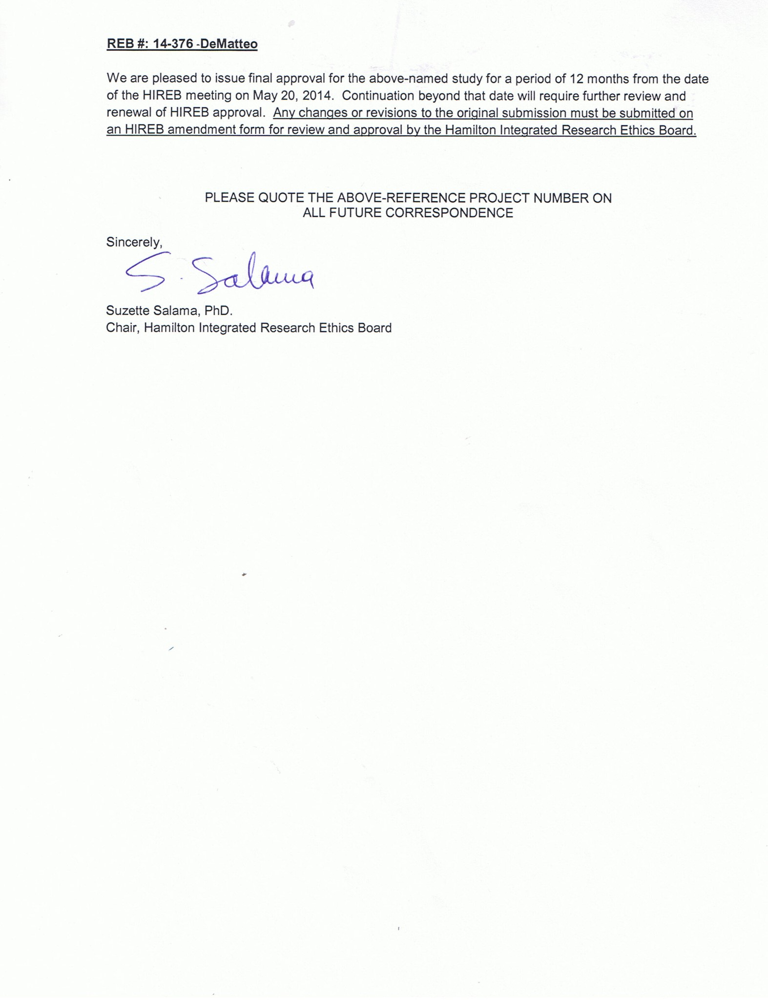 REB #: 14-376 -DeMatteo
We are pleased to issue final approval for the above-named study for a period of 12 months from the date
of the HIREB meeting on May 20, 2014.  Continuation beyond that date will require further review and
renewal of HIREB approval.  Any changes or revisions to the original submission must be submitted on
an HIREB amendment form for review and approval by the Hamilton Integrated Research Ethics Board.
PLEASE QUOTE THE ABOVE-REFERENCE PROJECT NUMBER ON
ALL FUTURE CORRESPONDENCE
Sincerely,
S. Salama
Suzette Salama, PhD.
Chair, Hamilton Integrated Research Ethics Board